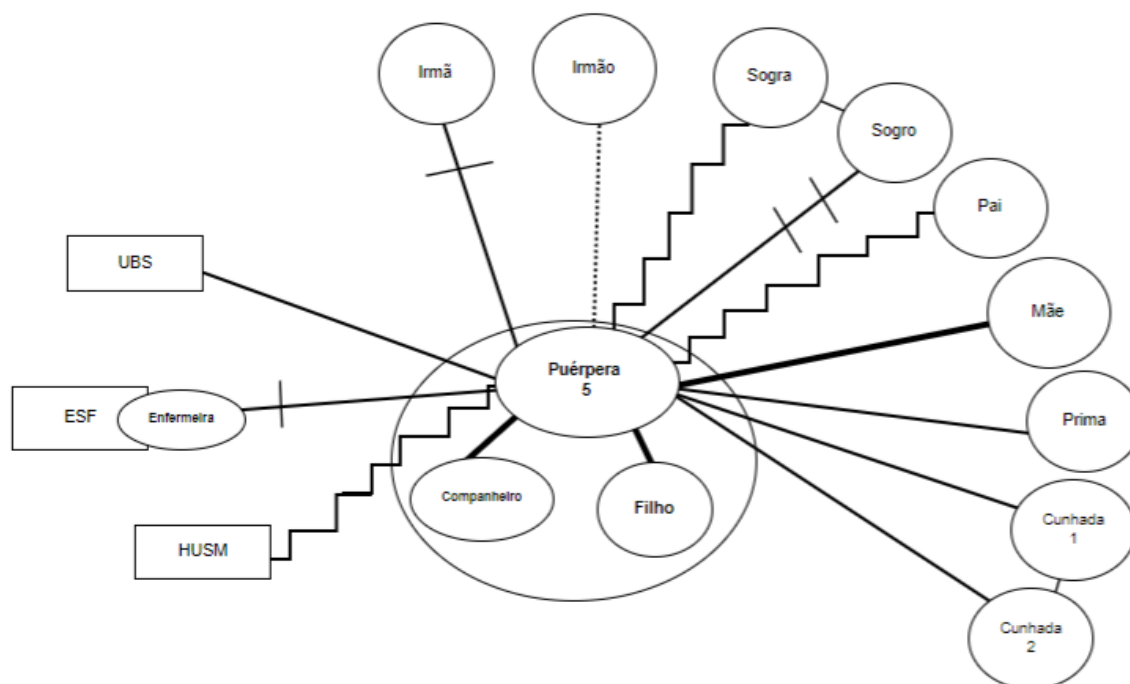 Irmã
Irmão
Sogra
Sogro
Pai
UBS
Mãe
Puérpera
5
ESF
Enfermeira
Prima
Companheiro
Filho
Cunhada
1
HUSM
Cunhada
2